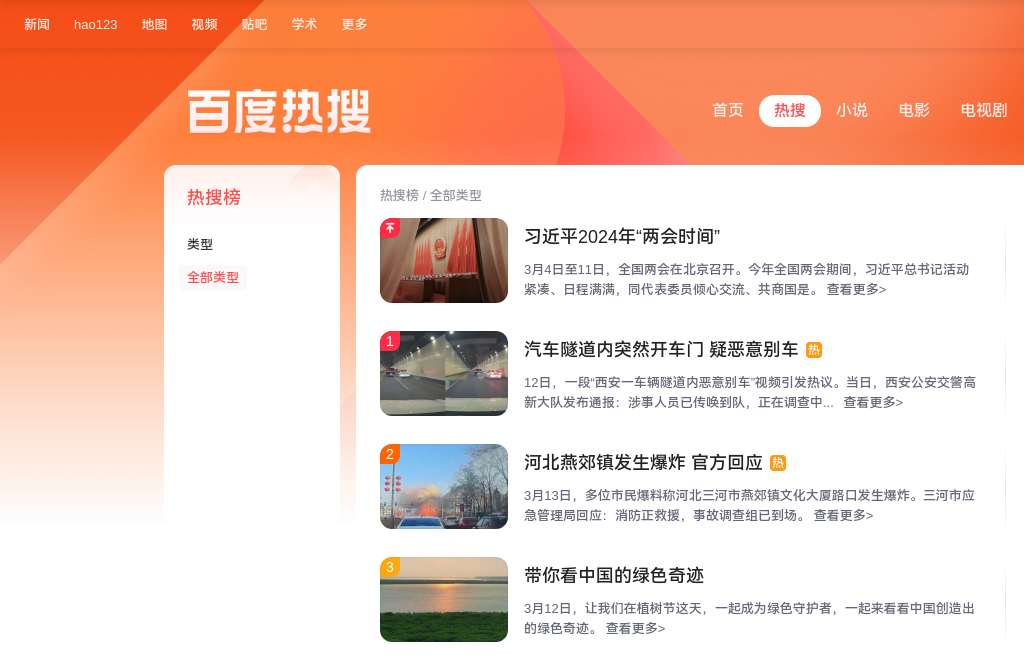 新闻 hao123 地图 视频 贴吧 学术 更多
百度热搜
首页 热搜 小说 电影 电视剧
热搜榜
类型
全部类型
热搜榜 / 全部类型
习近平2024年“两会时间”
3月4日至11日，全国两会在北京召开。今年全国两会期间，习近平总书记活动
紧凑、日程满满，同代表委员倾心交流、共商国是。 查看更多>
1
汽车隧道内突然开车门 疑恶意别车 热
12日，一段“西安一车辆隧道内恶意别车”视频引发热议。当日，西安公安交警高
新大队发布通报：涉事人员已传唤到队，正在调查中... 查看更多>
2
河北燕郊镇发生爆炸 官方回应 热
3月13日，多位市民爆料称河北三河市燕郊镇文化大厦路口发生爆炸。三河市应
急管理局回应：消防正救援，事故调查组已到场。 查看更多>
3
带你看中国的绿色奇迹
3月12日，让我们在植树节这天，一起成为绿色守护者，一起来看看中国创造出
的绿色奇迹。 查看更多>